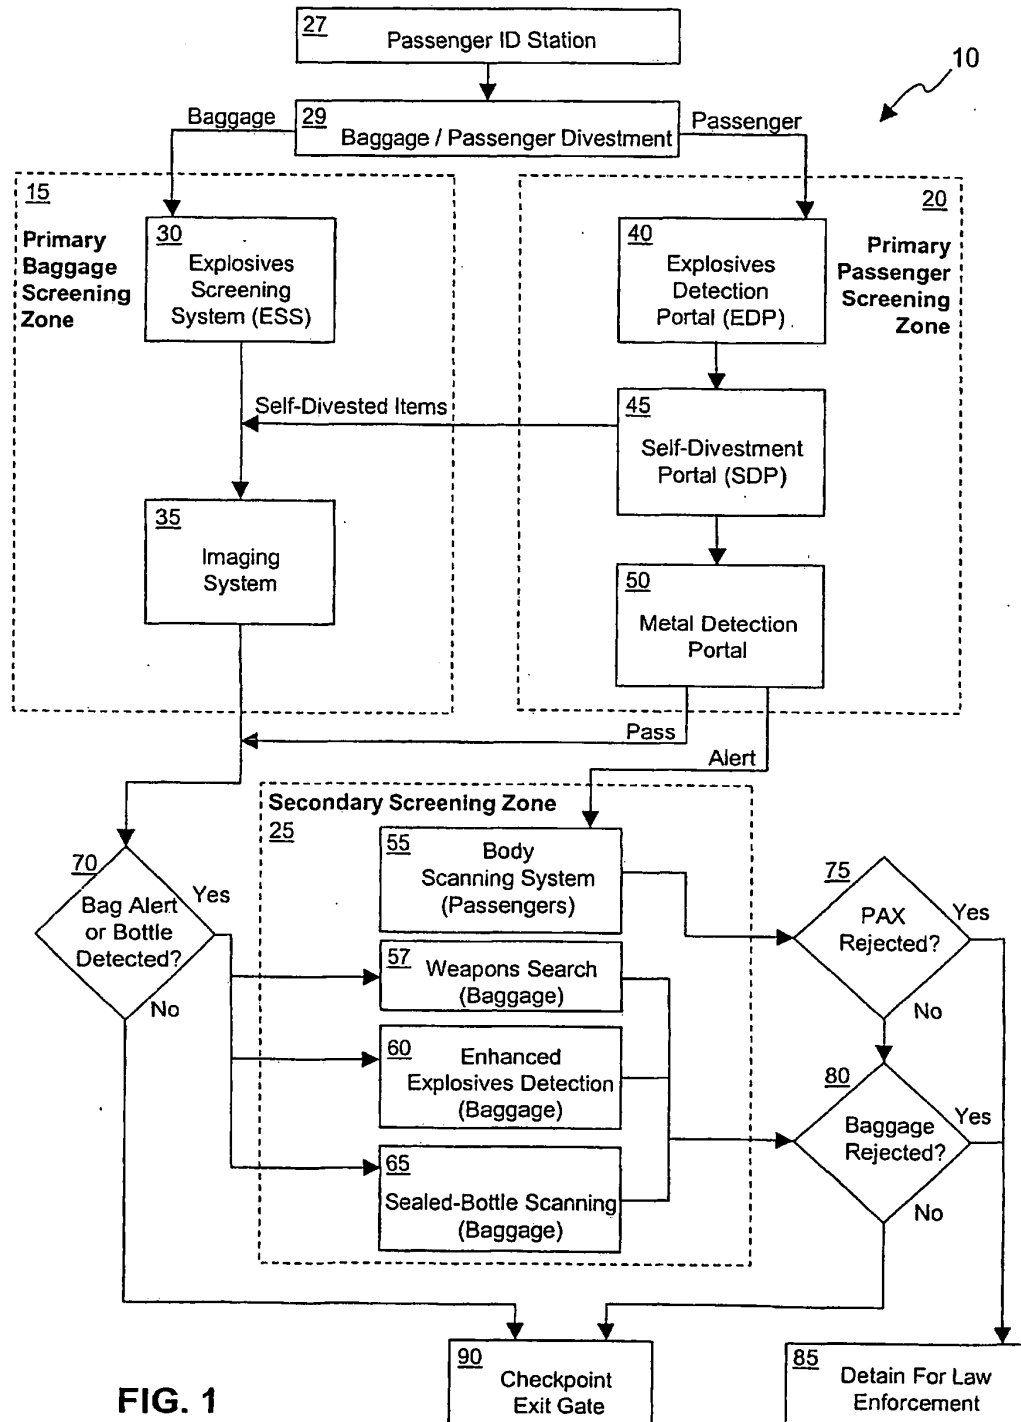 27
Passenger ID Station
10
Baggage
29
Baggage / Passenger Divestment
Passenger
15
Primary
Baggage
Screening
Zone
30
Explosives
Screening
System (ESS)
40
Explosives
Detection
Portal (EDP)
20
Primary
Passenger
Screening
Zone
Self-Divested Items
45
Self-Divestment
Portal (SDP)
35
Imaging
System
50
Metal Detection
Portal
Pass
Alert
Secondary Screening Zone
25
55
Body
Scanning System
(Passengers)
70
Bag Alert
or Bottle
Detected?
Yes
No
57
Weapons Search
(Baggage)
60
Enhanced
Explosives Detection
(Baggage)
65
Sealed-Bottle Scanning
(Baggage)
75
PAX
Rejected?
Yes
No
80
Baggage
Rejected?
Yes
No
90
Checkpoint
Exit Gate
85
Detain For Law
Enforcement
FIG. 1